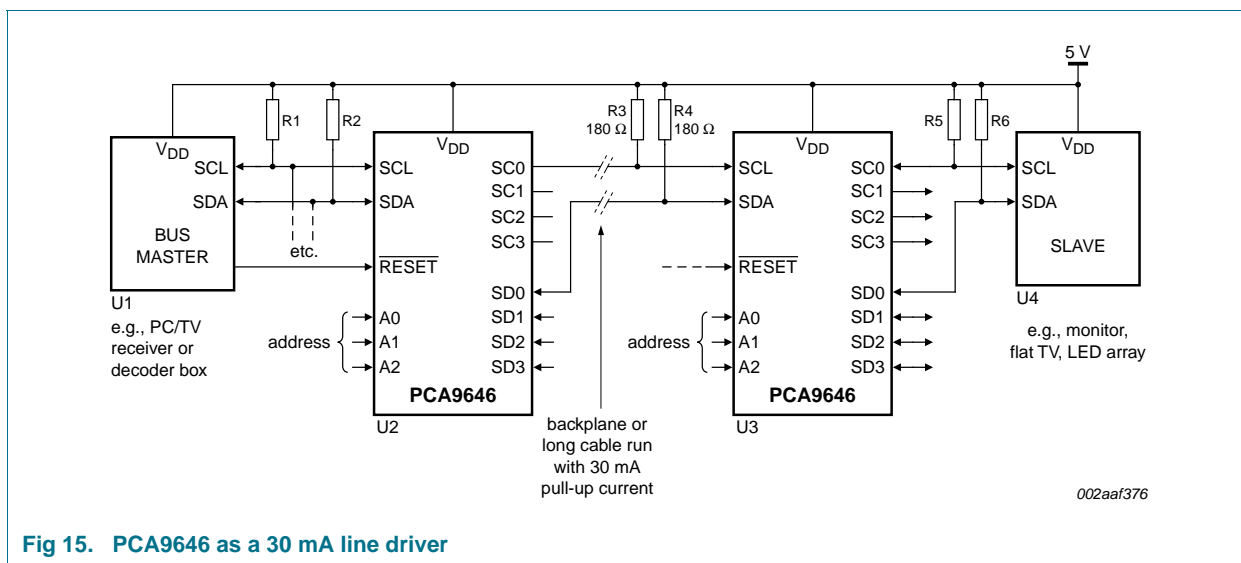 5 V
R1
R2
R3
180 Ω
R4
180 Ω
R5
R6
VDD
SCL
SDA
BUS
MASTER
U1
e.g., PC/TV
receiver or
decoder box
etc.
VDD
SCL
SDA
RESET
A0
A1
A2
address
SC0
SC1
SC2
SC3
SD0
SD1
SD2
SD3
PCA9646
U2
backplane or
long cable run
with 30 mA
pull-up current
VDD
SCL
SDA
RESET
A0
A1
A2
address
SC0
SC1
SC2
SC3
SD0
SD1
SD2
SD3
PCA9646
U3
VDD
SCL
SDA
SLAVE
U4
e.g., monitor,
flat TV, LED array
002aaf376
Fig 15. PCA9646 as a 30 mA line driver